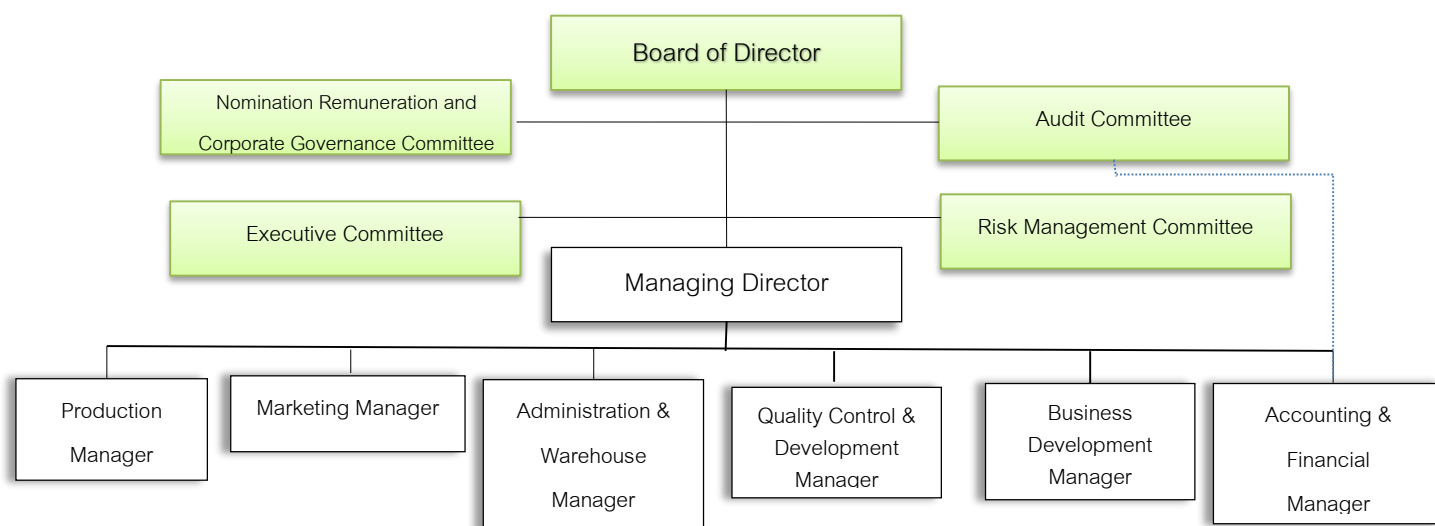 Board of Director
Nomination Remuneration and
Corporate Governance Committee
Audit Committee
Executive Committee
Risk Management Committee
Managing Director
Production
Manager
Marketing Manager
Administration &
Warehouse
Manager
Quality Control &
Development
Manager
Business
Development
Manager
Accounting &
Financial
Manager